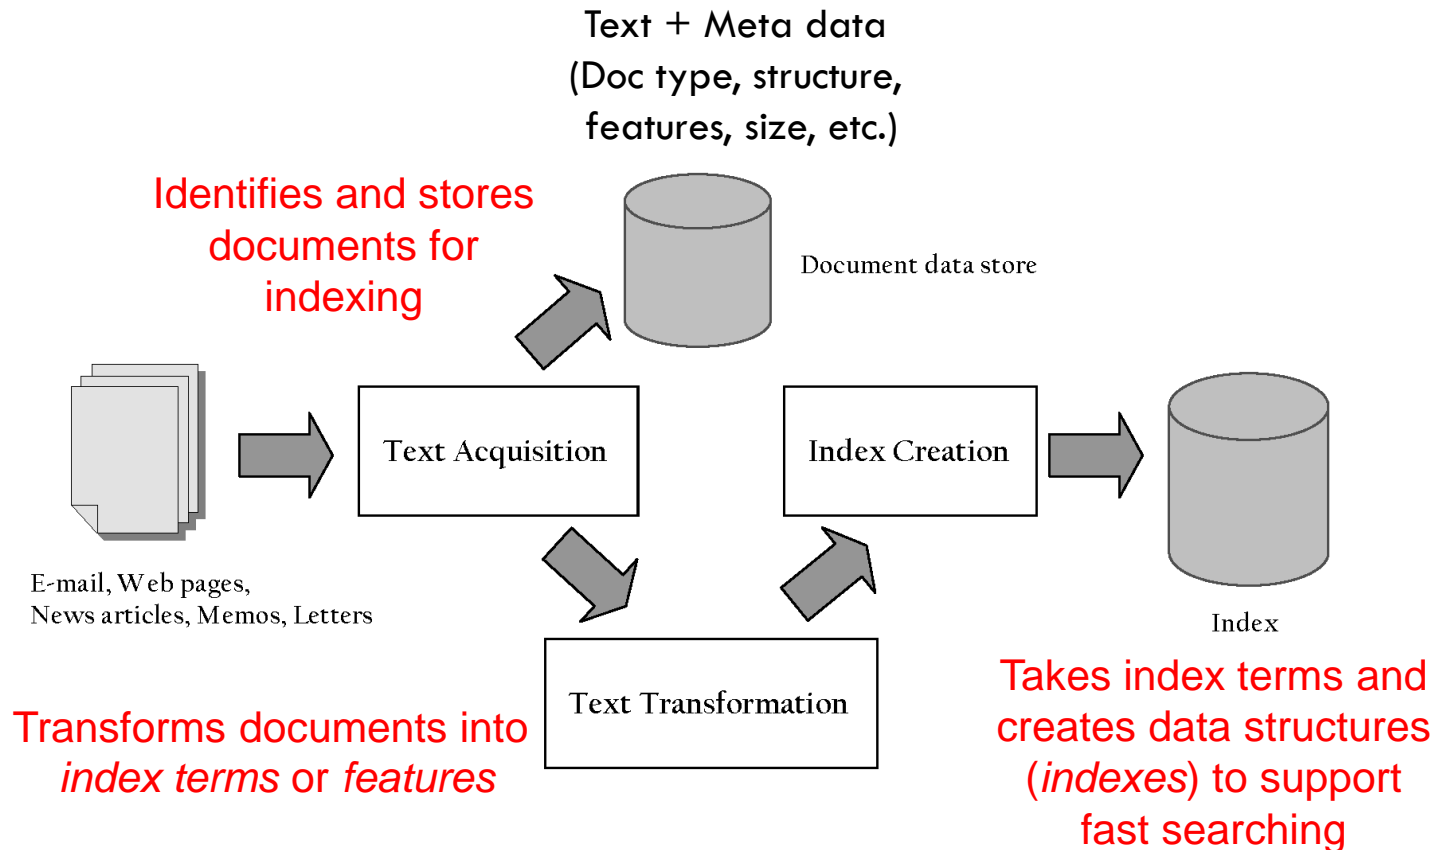 Text + Meta data
(Doc type, structure,
features, size, etc.)
Identifies and stores
documents for
indexing
Document data store
Text Acquisition
Index Creation
E-mail, Web pages,
News articles, Memos, Letters
Index
Text Transformation
Transforms documents into
index terms or features
Takes index terms and
creates data structures
(indexes) to support
fast searching